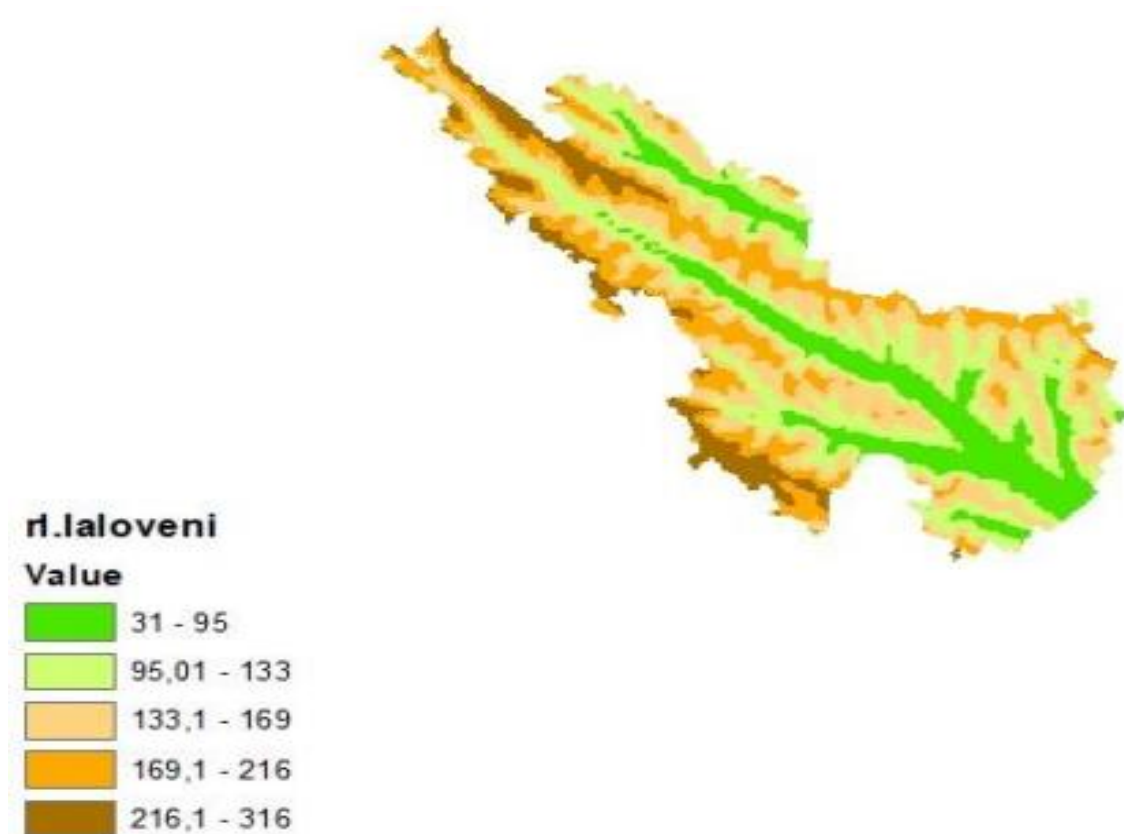 rl.Ialoveni
Value
31 - 95
95,01 - 133
133,1 - 169
169,1 - 216
216,1 - 316